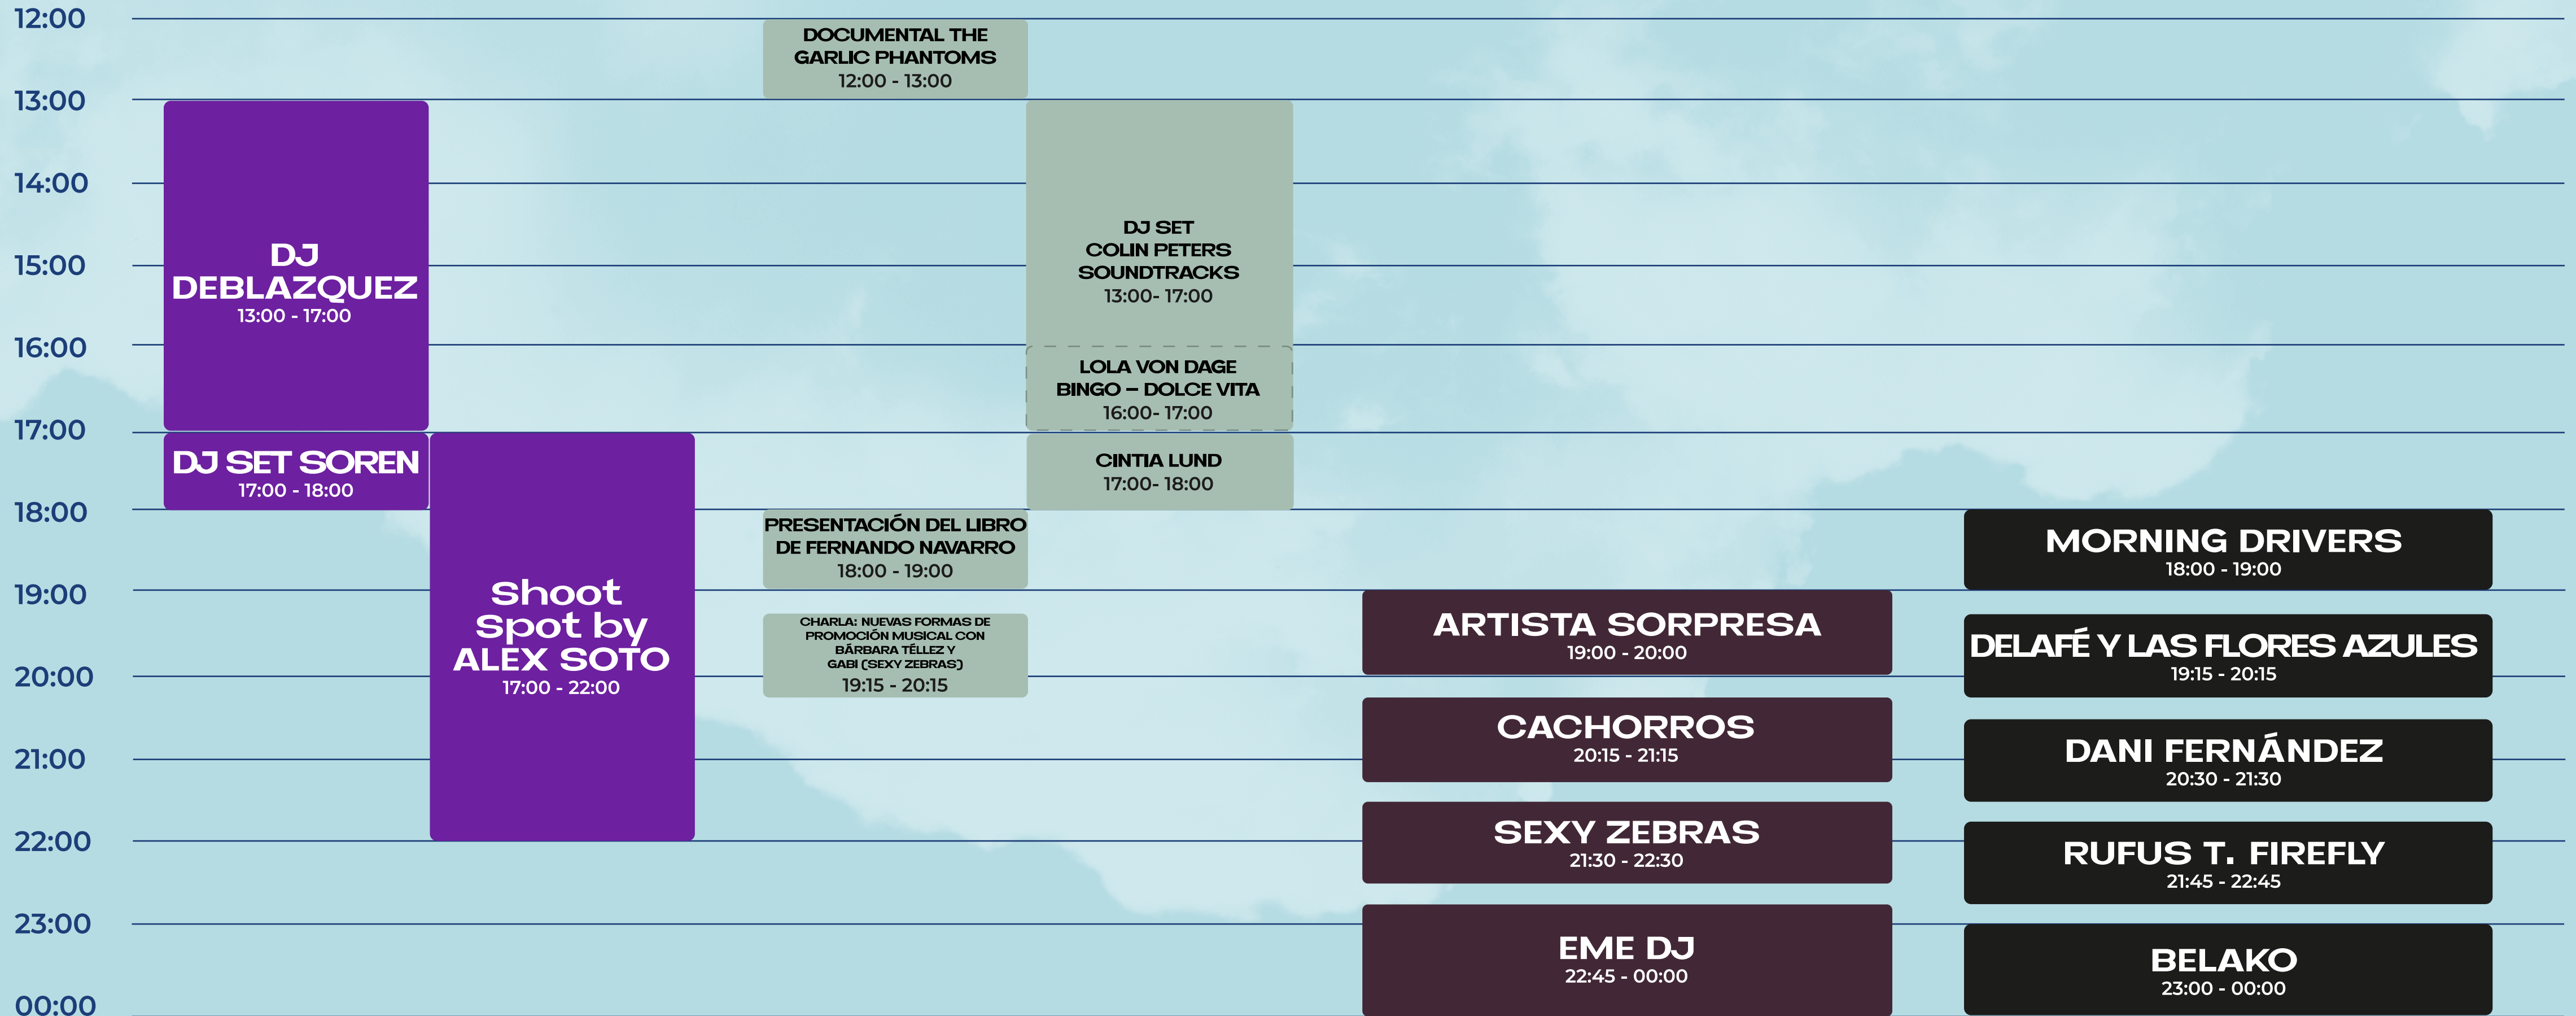 12:00
13:00
14:00
15:00
16:00
17:00
18:00
19:00
20:00
21:00
22:00
23:00
00:00
DJ
DEBLAZQUEZ
13:00 - 17:00
DJ SET SOREN
17:00 - 18:00
Shoot
Spot by
ALEX SOTO
17:00 - 22:00
DOCUMENTAL THE
GARLIC PHANTOMS
12:00 - 13:00
PRESENTACIÓN DEL LIBRO
DE FERNANDO NAVARRO
18:00 - 19:00
CHARLA: NUEVAS FORMAS DE
PROMOCIÓN MUSICAL CON
BÁRBARA TÉLLEZ Y
GABI (SEXY ZEBRAS)
19:15 - 20:15
DJ SET
COLIN PETERS
SOUNDTRACKS
13:00- 17:00
LOLA VON DAGE
BINGO – DOLCE VITA
16:00- 17:00
CINTIA LUND
17:00- 18:00
ARTISTA SORPRESA
19:00 - 20:00
CACHORROS
20:15 - 21:15
SEXY ZEBRAS
21:30 - 22:30
EME DJ
22:45 - 00:00
MORNING DRIVERS
18:00 - 19:00
DELAFÉ Y LAS FLORES AZULES
19:15 - 20:15
DANI FERNÁNDEZ
20:30 - 21:30
RUFUS T. FIREFLY
21:45 - 22:45
BELAKO
23:00 - 00:00